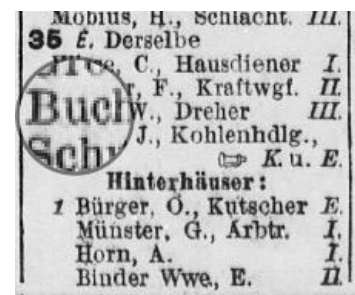 Möbius, H., Schlacht. III.
35 E. Derselbe
C., Hausdiener I.
F., Kraftwgf. II.
Buch W., Dreher III.
Sch J., Kohlenhdlg.,
K. u. E.
Hinterhäuser:
1 Bürger, O., Kutscher E.
Münster, G., Arbtr. I.
Horn, A. I.
Binder Wwe, E. II.